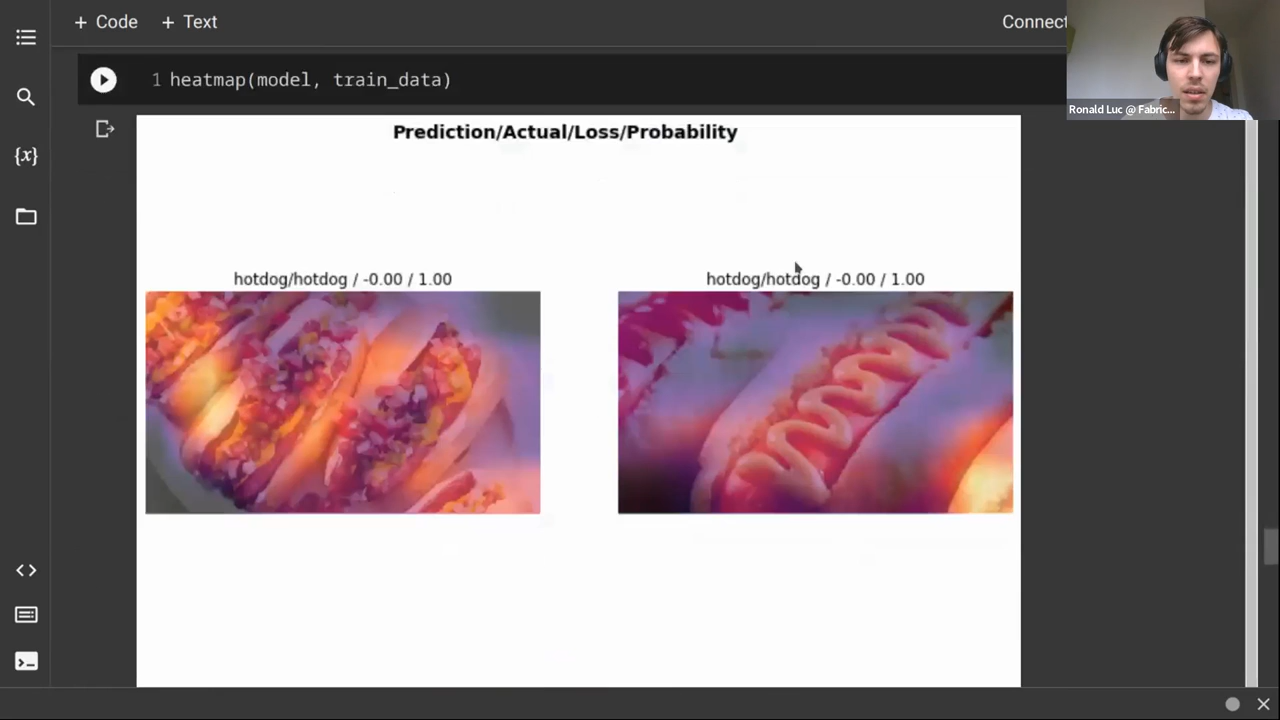 + Code + Text
Connect
Ronald Luc @ Fabric...
1 heatmap(model, train_data)
{x}
Prediction/Actual/Loss/Probability
hotdog/hotdog / -0.00 / 1.00
hotdog/hotdog / -0.00 / 1.00